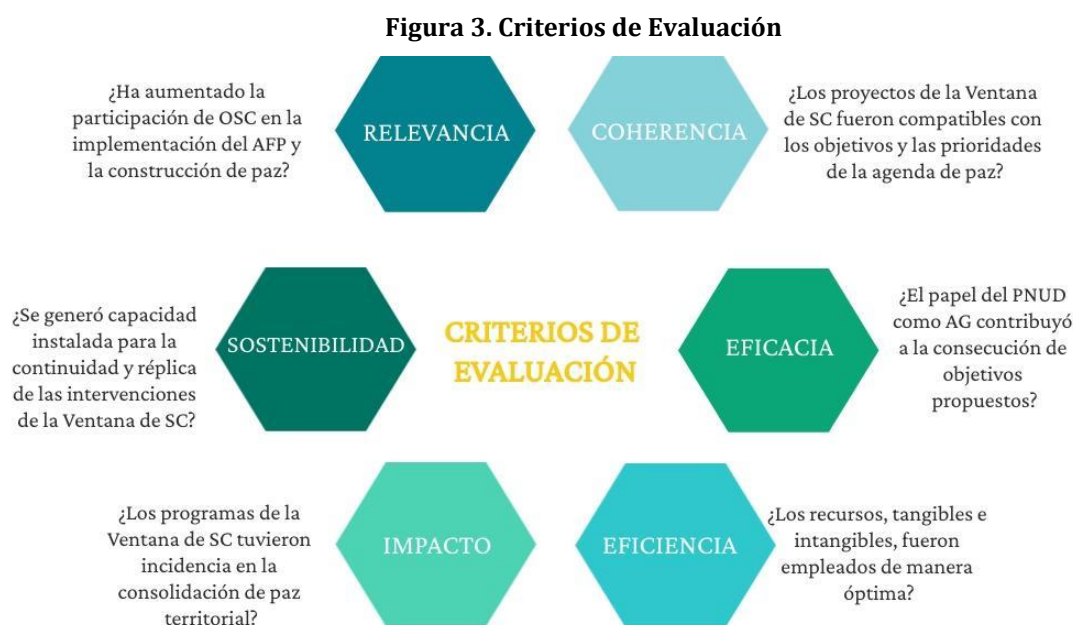 Figura 3. Criterios de Evaluación
¿Ha aumentado la
participación de OSC en la
implementación del AFP y
la construcción de paz?
RELEVANCIA
COHERENCIA
¿Los proyectos de la Ventana
de SC fueron compatibles con
los objetivos y las prioridades
de la agenda de paz?
¿Se generó capacidad
instalada para la
continuidad y réplica
de las intervenciones
de la Ventana de SC?
SOSTENIBILIDAD
CRITERIOS DE
EVALUACIÓN
EFICACIA
¿El papel del PNUD
como AG contribuyó
a la consecución de
objetivos
propuestos?
¿Los programas de la
Ventana de SC tuvieron
incidencia en la
consolidación de paz
territorial?
IMPACTO
EFICIENCIA
¿Los recursos, tangibles e
intangibles, fueron
empleados de manera
óptima?